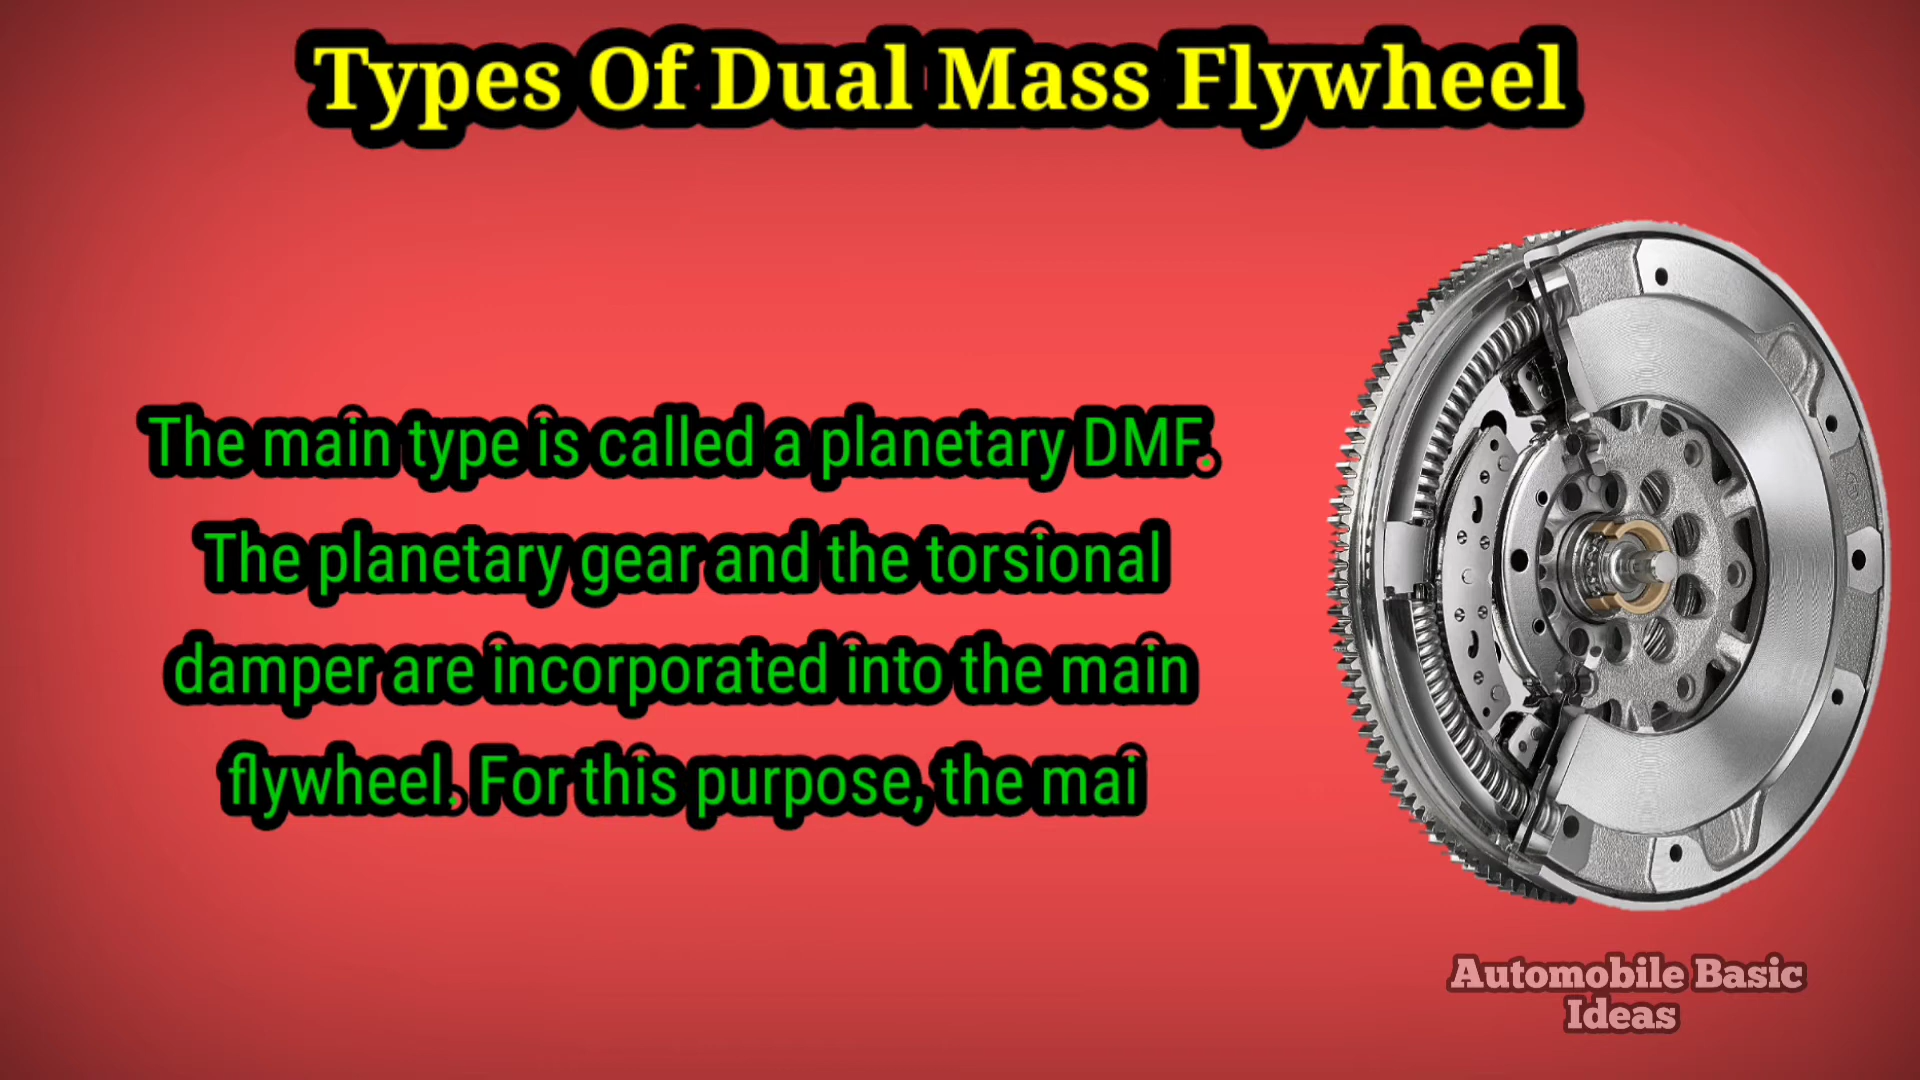 Types Of Dual Mass Flywheel
The main type is called a planetary DMF.
The planetary gear and the torsional
damper are incorporated into the main
flywheel. For this purpose, the mai
Automobile Basic
Ideas